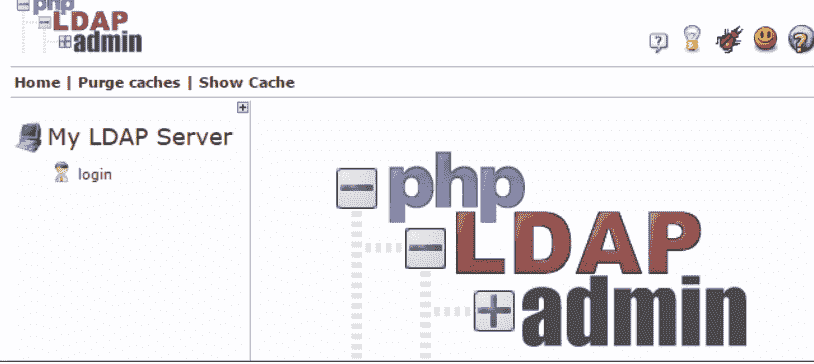 php
LDAP
admin
Home | Purge caches | Show Cache
My LDAP Server
login
php
LDAP
admin